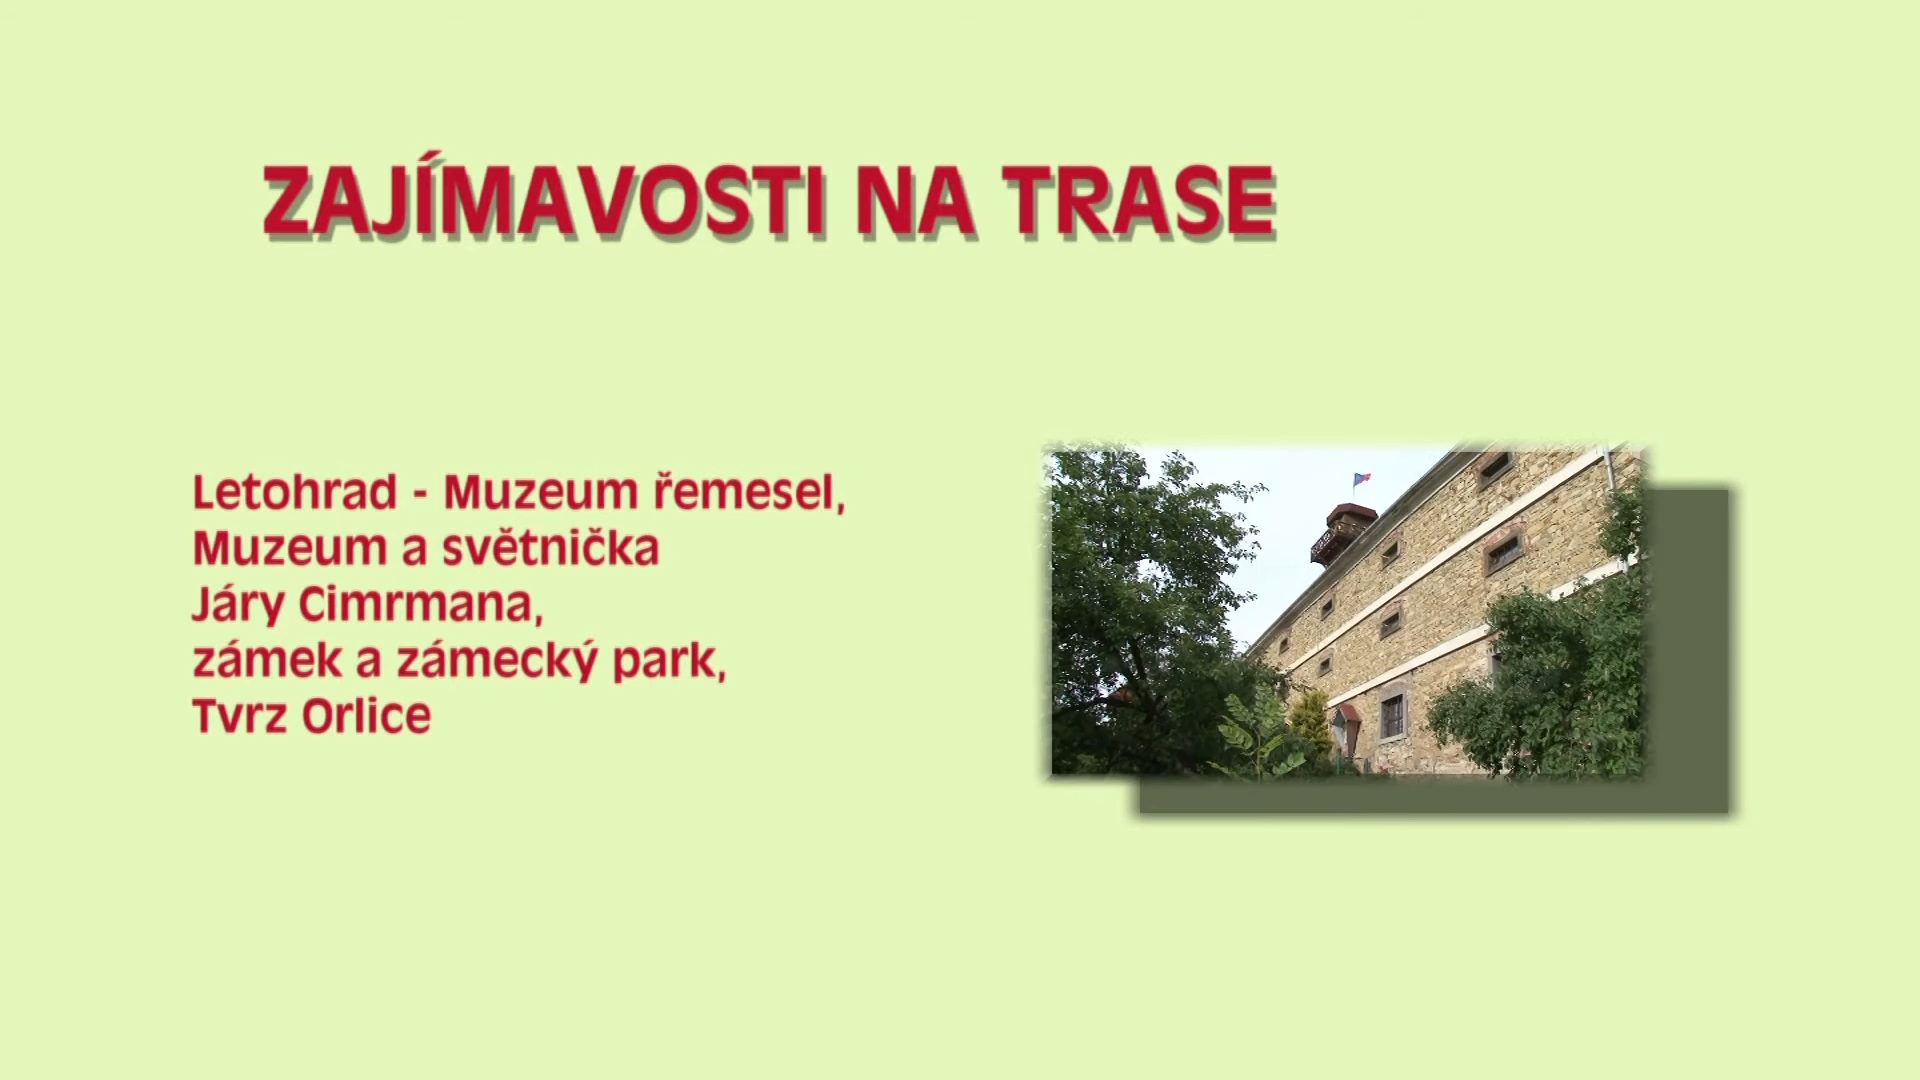 ZAJÍMAVOSTI NA TRASE
Letohrad - Muzeum řemesel,
Muzeum a světnička
Járy Cimrmana,
zámek a zámecký park,
Tvrz Orlice